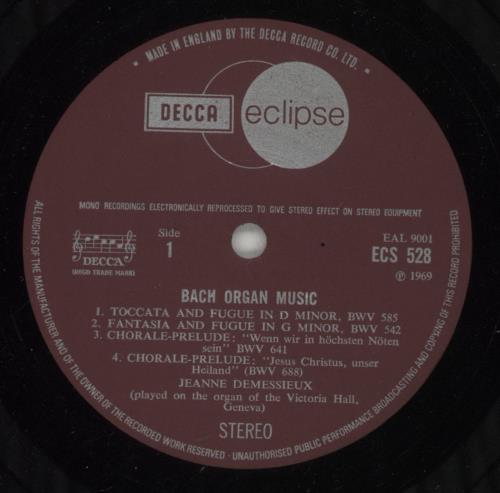 • MADE IN ENGLAND BY THE DECCA RECORD CO. LTD. •
DECCA eclipse
MONO RECORDINGS ELECTRONICALLY REPROCESSED TO GIVE STEREO EFFECT ON STEREO EQUIPMENT
DECCA
(REGD TRADE MARK)
Side
1
EAL 9001
ECS 528
Ⓟ 1969
BACH ORGAN MUSIC
1. TOCCATA AND FUGUE IN D MINOR, BWV 585
2. FANTASIA AND FUGUE IN G MINOR, BWV 542
3. CHORALE-PRELUDE: "Wenn wir in höchsten Nöten
sein" BWV 641
4. CHORALE-PRELUDE: "Jesus Christus, unser
Heiland" (BWV 688)
JEANNE DEMESSIEUX
(played on the organ of the Victoria Hall,
Geneva)
STEREO
ALL RIGHTS OF THE MANUFACTURER AND OF THE OWNER OF THE RECORDED WORK RESERVED - UNAUTHORISED PUBLIC PERFORMANCE BROADCASTING AND COPYING OF THIS RECORD PROHIBITED